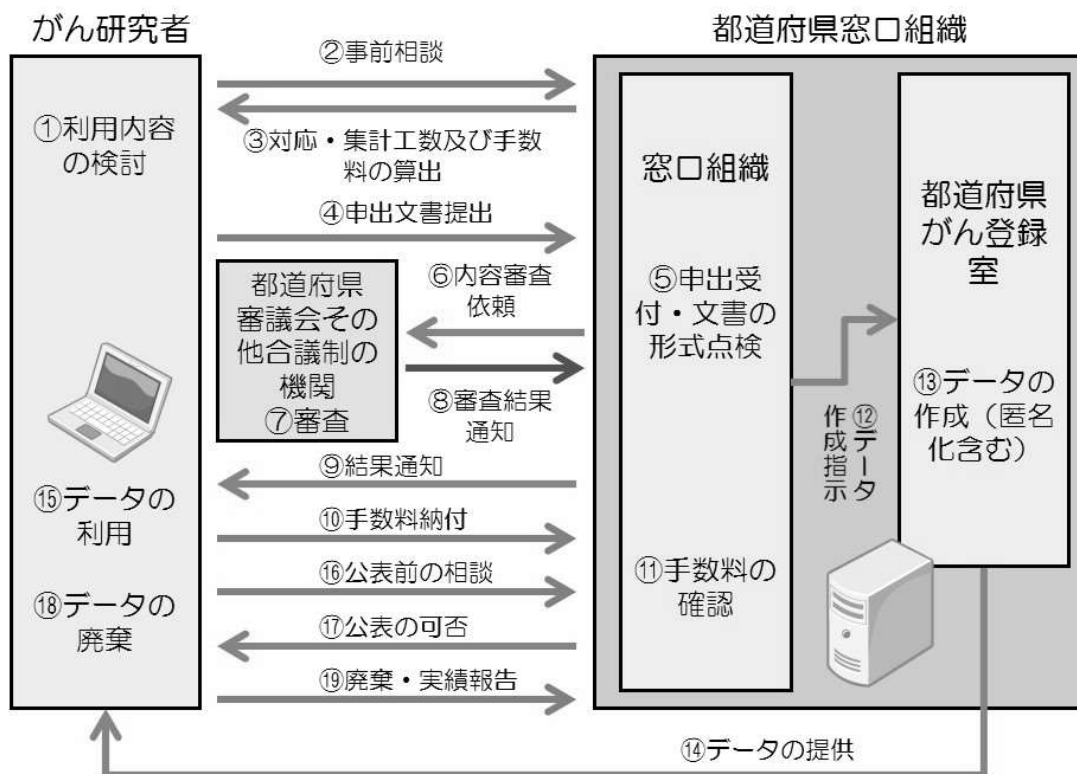 がん研究者
都道府県窓口組織
①利用内容
の検討
②事前相談
③対応・集計工数及び手数
料の算出
④申出文書提出
都道府県
審議会その
他合議制の
機関
⑦審査
⑥内容審査
依頼
⑧審査結果
通知
⑨結果通知
⑩手数料納付
⑯公表前の相談
⑰公表の可否
⑲廃棄・実績報告
⑮データの
利用
⑱データの
廃棄
窓口組織
⑤申出受
付・文書の
形式点検
⑪手数料の
確認
⑫データ
作成指示
都道府県
がん登録
室
⑬データの
作成（匿名
化含む）
⑭データの提供